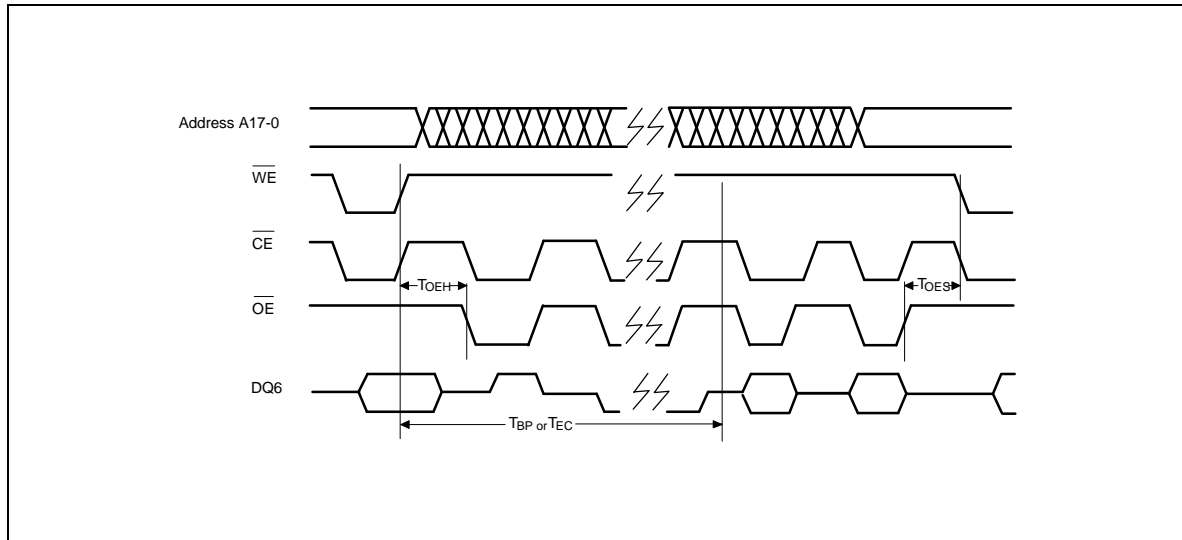 Address A17-0
WE
CE
TOEH
TOES
OE
DQ6
TBP or TEC